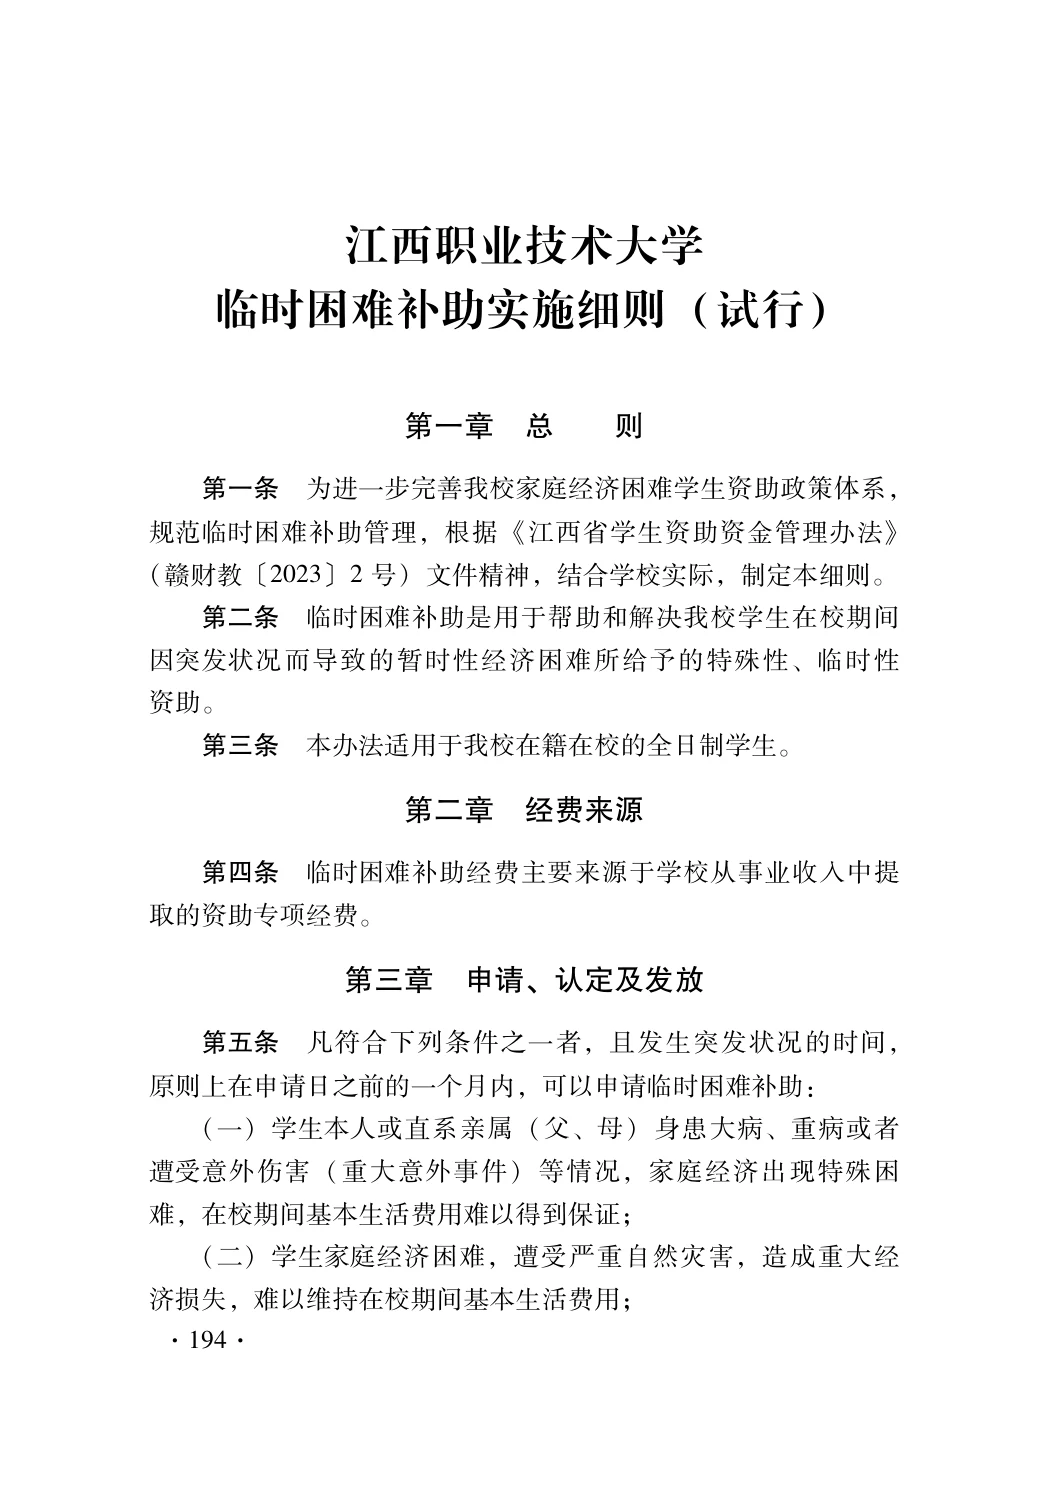 江西职业技术大学
临时困难补助实施细则（试行）
第一章　总　　则
第一条　为进一步完善我校家庭经济困难学生资助政策体系，
规范临时困难补助管理，根据《江西省学生资助资金管理办法》
（赣财教〔2023〕2 号）文件精神，结合学校实际，制定本细则。
第二条　临时困难补助是用于帮助和解决我校学生在校期间
因突发状况而导致的暂时性经济困难所给予的特殊性、临时性
资助。
第三条　本办法适用于我校在籍在校的全日制学生。
第二章　经费来源
第四条　临时困难补助经费主要来源于学校从事业收入中提
取的资助专项经费。
第三章　申请、认定及发放
第五条　凡符合下列条件之一者，且发生突发状况的时间，
原则上在申请日之前的一个月内，可以申请临时困难补助：
（一）学生本人或直系亲属（父、母）身患大病、重病或者
遭受意外伤害（重大意外事件）等情况，家庭经济出现特殊困
难，在校期间基本生活费用难以得到保证；
（二）学生家庭经济困难，遭受严重自然灾害，造成重大经
济损失，难以维持在校期间基本生活费用；
· 194 ·